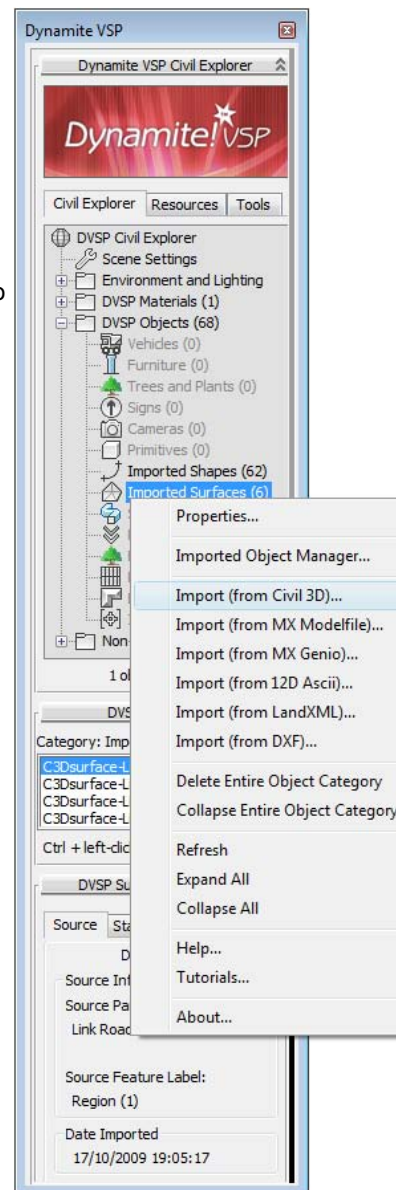 Dynamite VSP
Dynamite VSP Civil Explorer
Dynamite! VSP
Civil Explorer Resources Tools
DVSP Civil Explorer
Scene Settings
Environment and Lighting
DVSP Materials (1)
DVSP Objects (68)
Vehicles (0)
Furniture (0)
Trees and Plants (0)
Signs (0)
Cameras (0)
Primitives (0)
Imported Shapes (62)
Imported Surfaces (6)
Properties...
Imported Object Manager...
Import (from Civil 3D)...
Import (from MX Modelfile)...
Import (from MX Genio)...
Import (from 12D Ascii)...
Import (from LandXML)...
Import (from DXF)...
Delete Entire Object Category
Collapse Entire Object Category
Refresh
Expand All
Collapse All
Help...
Tutorials...
About...
Non
1 o
DVS
Category: Imp
C3Dsurface-L
C3Dsurface-L
C3Dsurface-L
C3Dsurface-L
Ctrl + left-clic
DVSP Su
Source Sta
D
Source Inf
Source Pa
Link Road
Source Feature Label:
Region (1)
Date Imported
17/10/2009 19:05:17